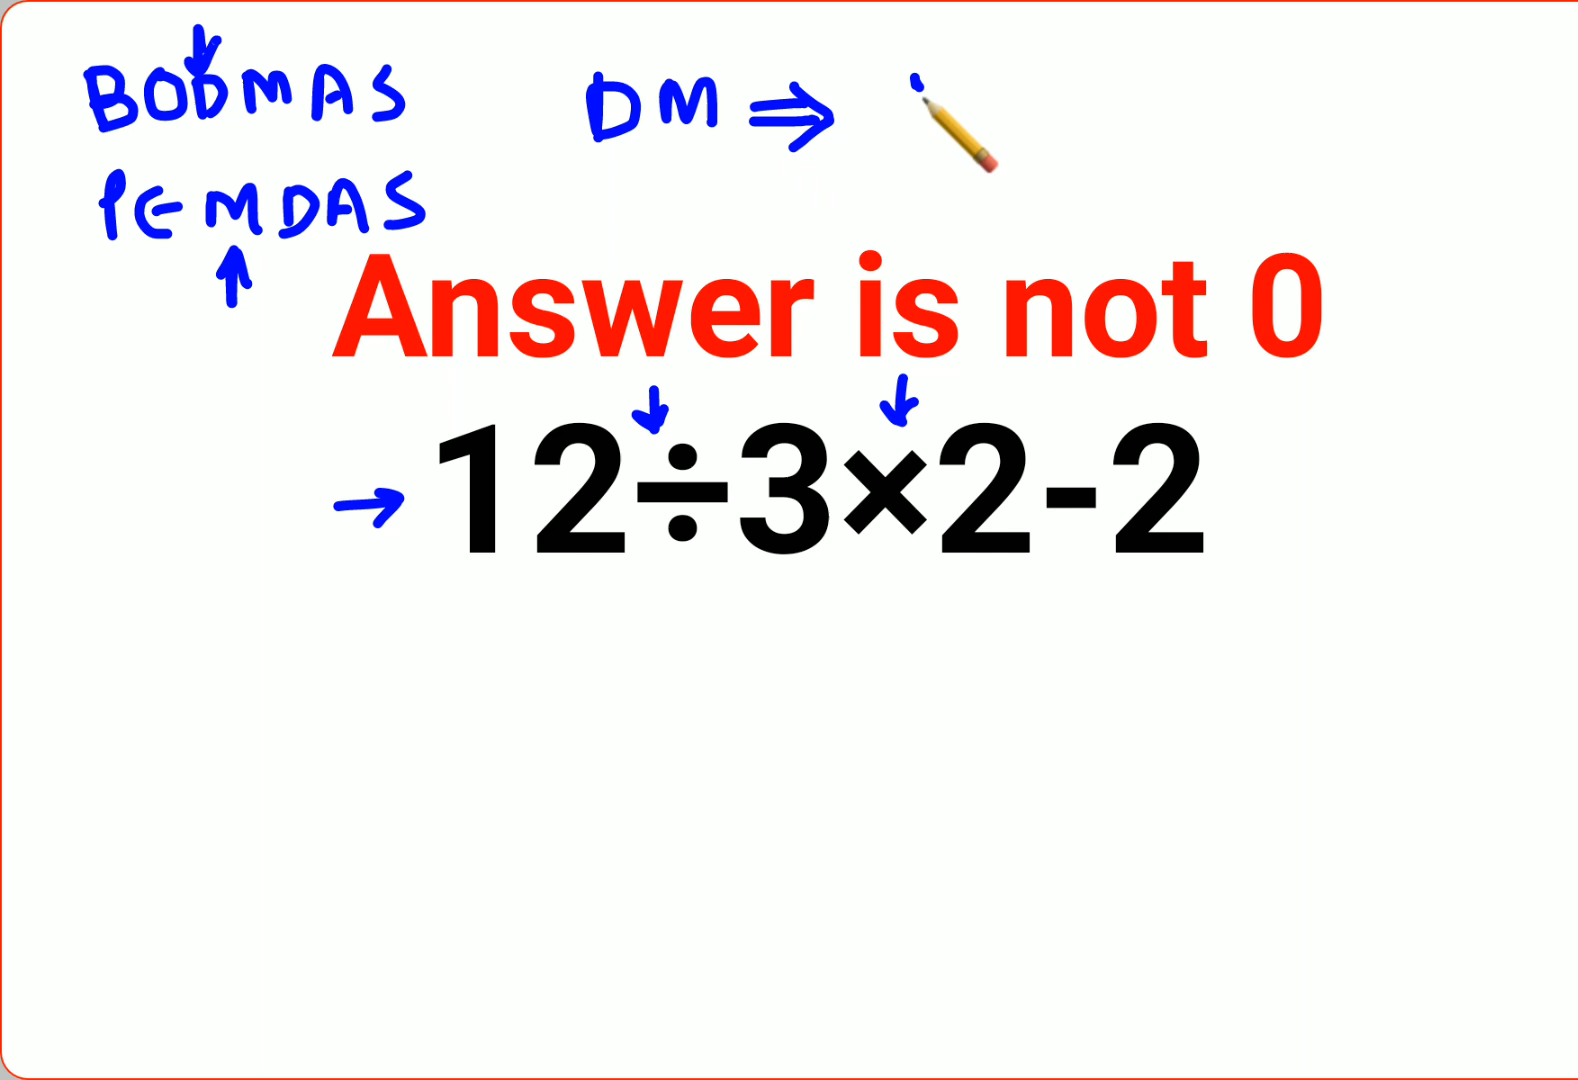 BODMAS DM ⇒
PEMDAS
Answer is not 0
→ 12÷3×2-2